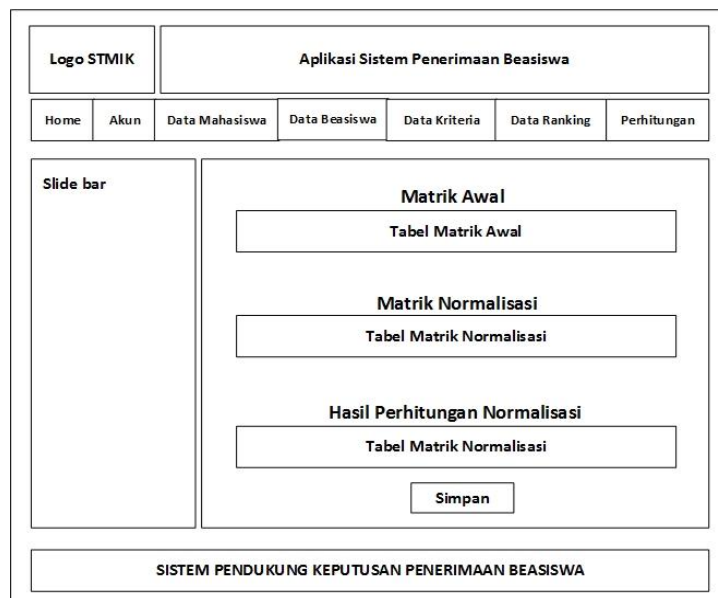 Logo STMIK
Aplikasi Sistem Penerimaan Beasiswa
Home Akun Data Mahasiswa Data Beasiswa Data Kriteria Data Ranking Perhitungan
Slide bar
Matrik Awal
Tabel Matrik Awal
Matrik Normalisasi
Tabel Matrik Normalisasi
Hasil Perhitungan Normalisasi
Tabel Matrik Normalisasi
Simpan
SISTEM PENDUKUNG KEPUTUSAN PENERIMAAN BEASISWA